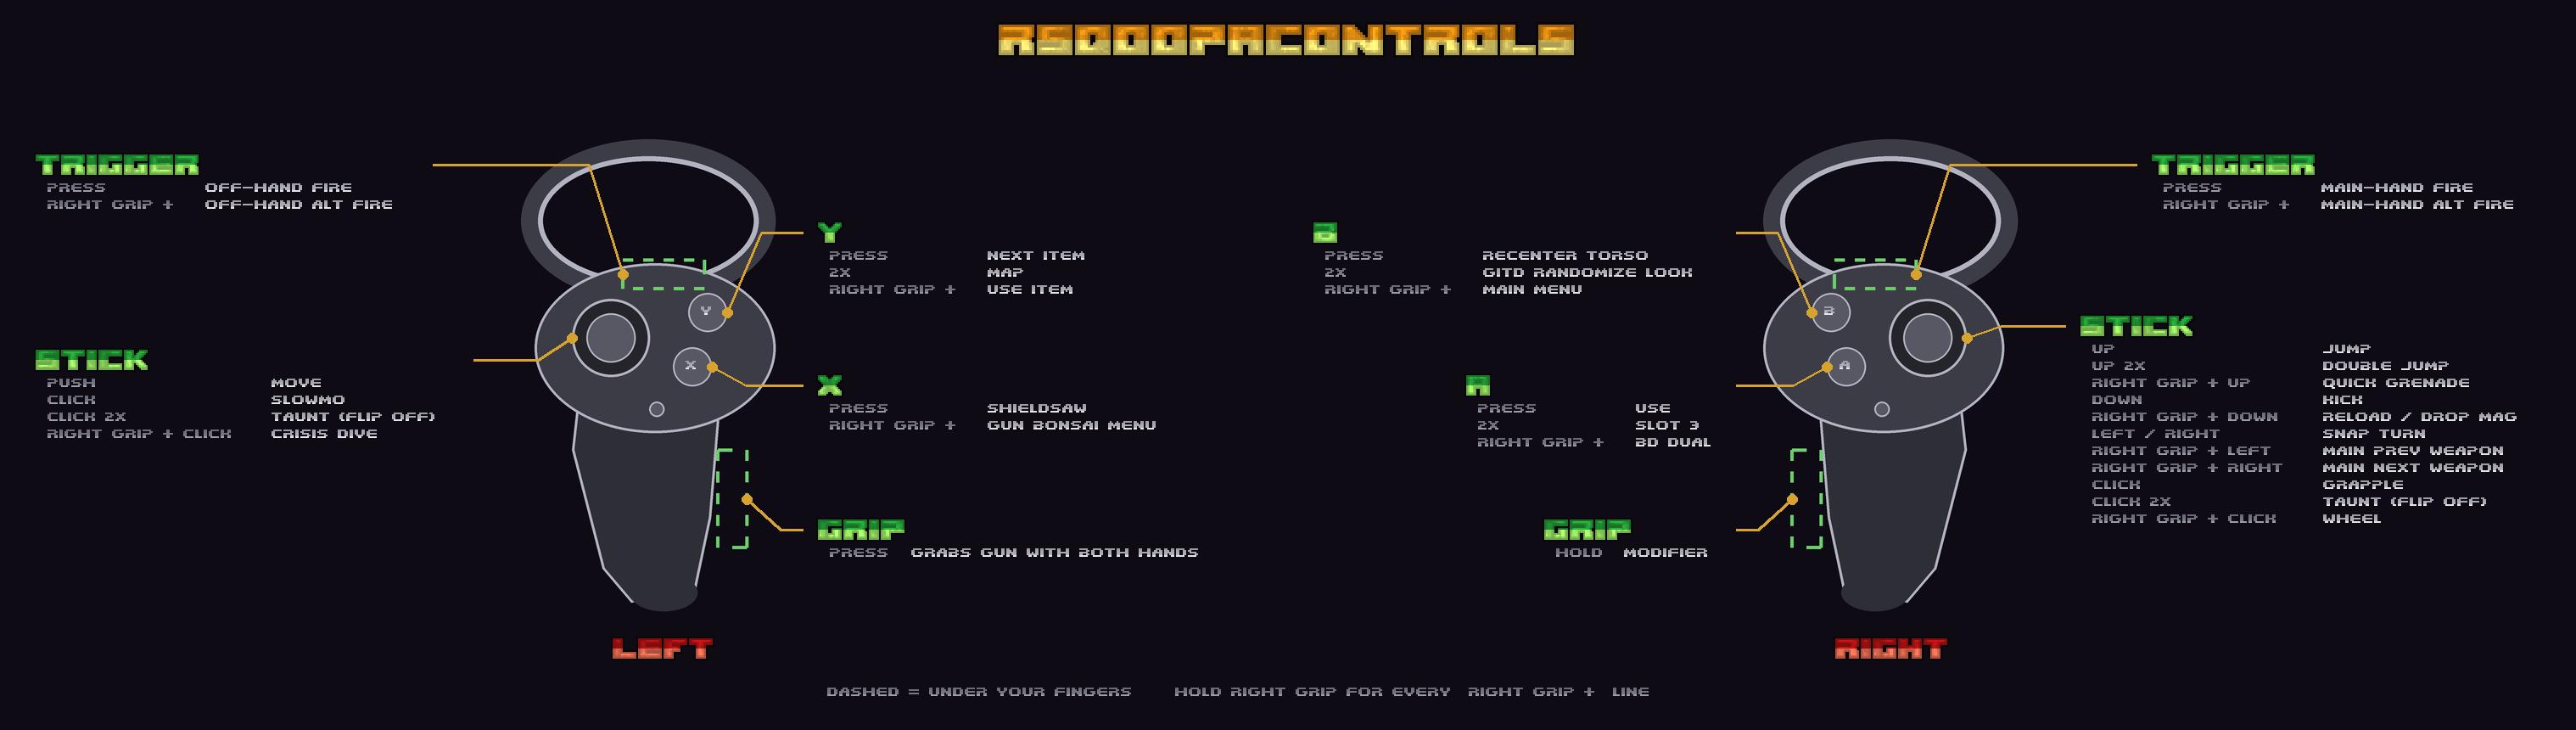 RSQOOPACONTROLS
TRIGGER
PRESS OFF-HAND FIRE
RIGHT GRIP + OFF-HAND ALT FIRE
STICK
PUSH MOVE
CLICK SLOWMO
CLICK 2X TAUNT (FLIP OFF)
RIGHT GRIP + CLICK CRISIS DIVE
Y
X
Y
PRESS NEXT ITEM
2X MAP
RIGHT GRIP + USE ITEM
X
PRESS SHIELDSAW
RIGHT GRIP + GUN BONSAI MENU
GRIP
PRESS GRABS GUN WITH BOTH HANDS
LEFT
B
PRESS RECENTER TORSO
2X GITD RANDOMIZE LOOK
RIGHT GRIP + MAIN MENU
A
PRESS USE
2X SLOT 3
RIGHT GRIP + BD DUAL
GRIP
HOLD MODIFIER
B
A
TRIGGER
PRESS MAIN-HAND FIRE
RIGHT GRIP + MAIN-HAND ALT FIRE
STICK
UP JUMP
UP 2X DOUBLE JUMP
RIGHT GRIP + UP QUICK GRENADE
DOWN KICK
RIGHT GRIP + DOWN RELOAD / DROP MAG
LEFT / RIGHT SNAP TURN
RIGHT GRIP + LEFT MAIN PREV WEAPON
RIGHT GRIP + RIGHT MAIN NEXT WEAPON
CLICK GRAPPLE
CLICK 2X TAUNT (FLIP OFF)
RIGHT GRIP + CLICK WHEEL
RIGHT
DASHED = UNDER YOUR FINGERS HOLD RIGHT GRIP FOR EVERY RIGHT GRIP + LINE